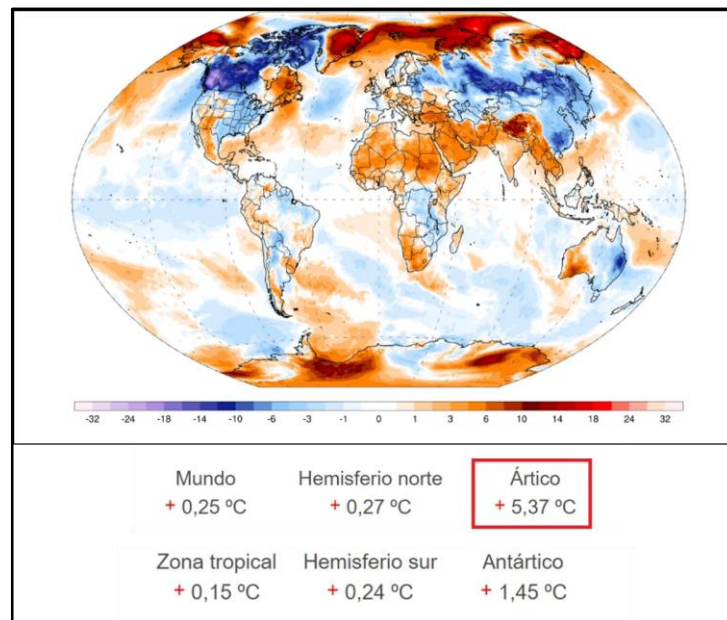 -32 -24 -18 -14 -10 -6 -3 -1 0 1 3 6 10 14 18 24 32
Mundo Hemisferio norte Ártico
+ 0,25 ºC + 0,27 ºC + 5,37 ºC
Zona tropical Hemisferio sur Antártico
+ 0,15 ºC + 0,24 ºC + 1,45 ºC